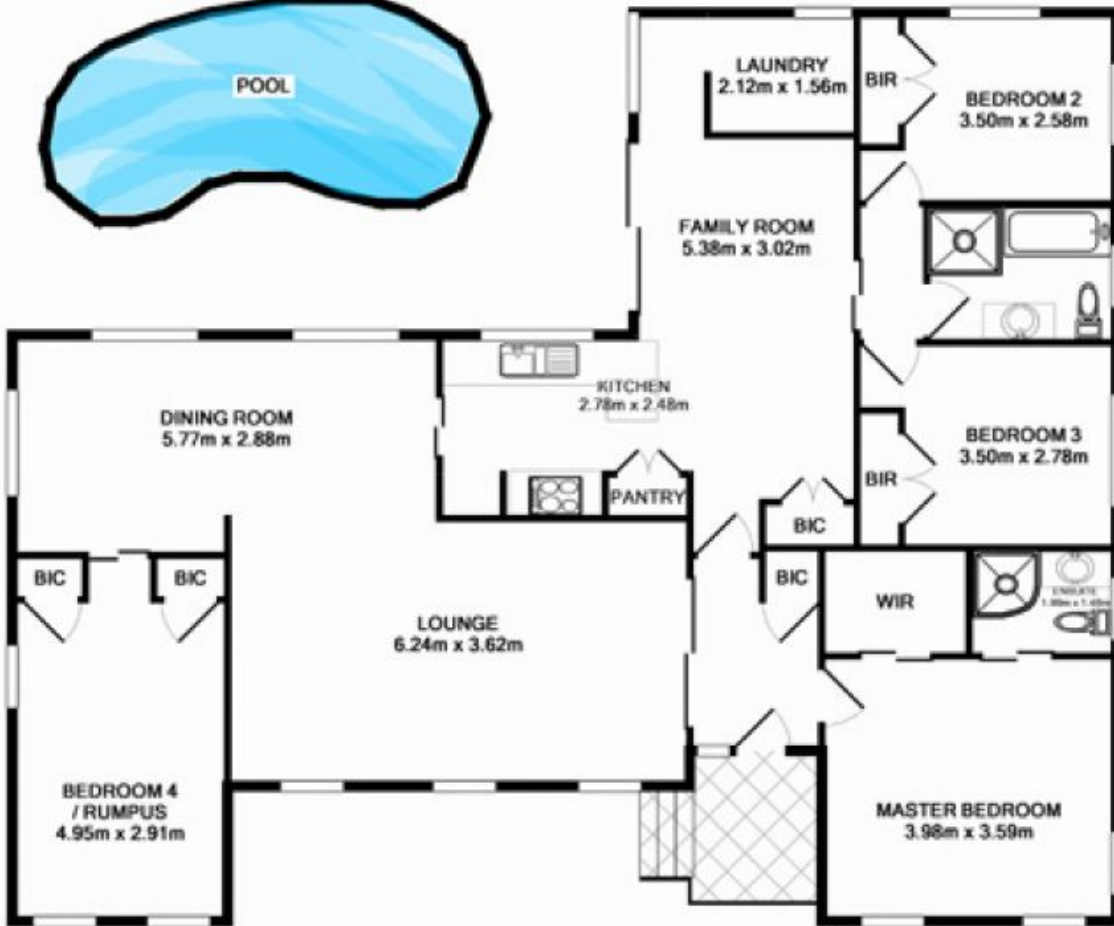 POOL
LAUNDRY
2.12m x 1.56m
BIR
BEDROOM 2
3.50m x 2.58m
FAMILY ROOM
5.38m x 3.02m
KITCHEN
2.78m x 2.48m
DINING ROOM
5.77m x 2.88m
BEDROOM 3
3.50m x 2.78m
BIR
PANTRY
BIC
BIC
BIC
BIC
WIR
ENSUITE
LOUNGE
6.24m x 3.62m
BEDROOM 4
/ RUMPUS
4.95m x 2.91m
MASTER BEDROOM
3.98m x 3.59m